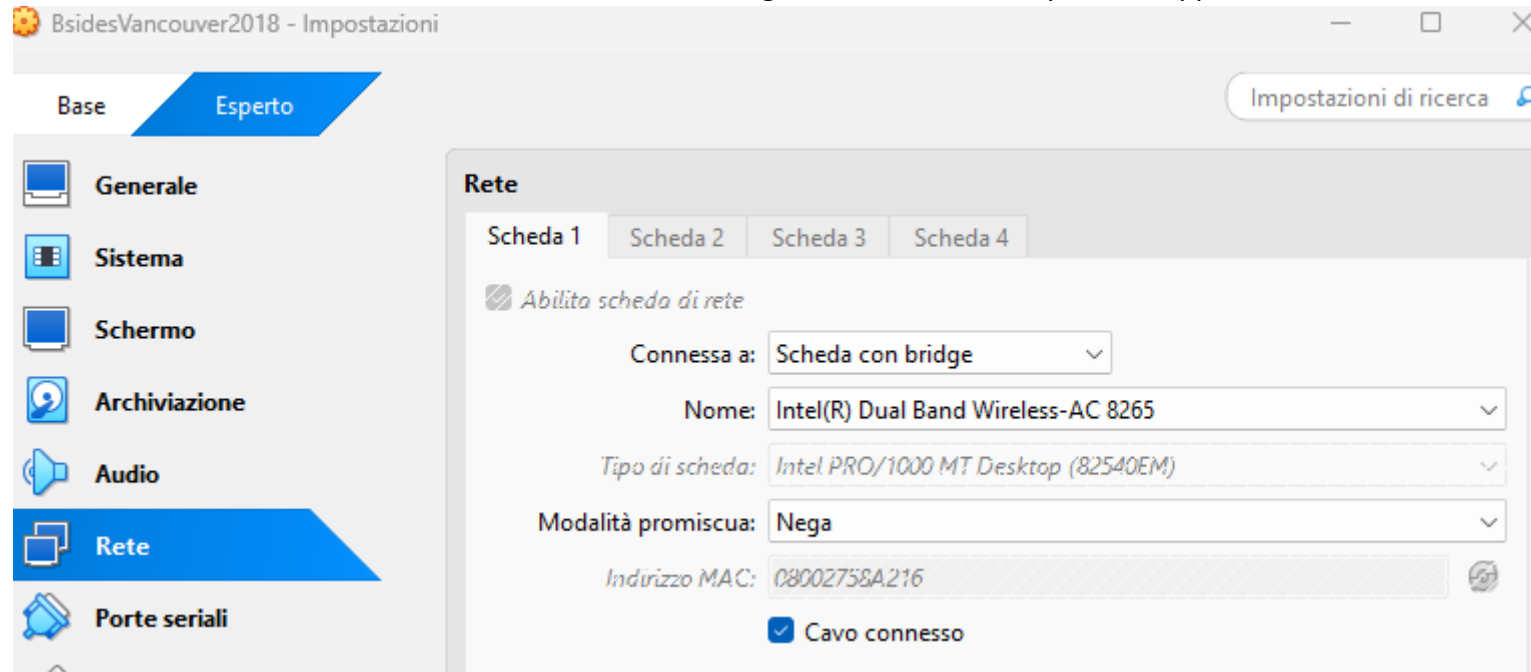 BsidesVancouver2018 - Impostazioni
Base
Esperto
Impostazioni di ricerca
Generale
Sistema
Schermo
Archiviazione
Audio
Rete
Porte seriali
Rete
Scheda 1
Scheda 2
Scheda 3
Scheda 4
Abilita scheda di rete
Connessa a: Scheda con bridge
Nome: Intel(R) Dual Band Wireless-AC 8265
Tipo di scheda: Intel PRO/1000 MT Desktop (82540EM)
Modalità promiscua: Nega
Indirizzo MAC: 08002758A216
Cavo connesso